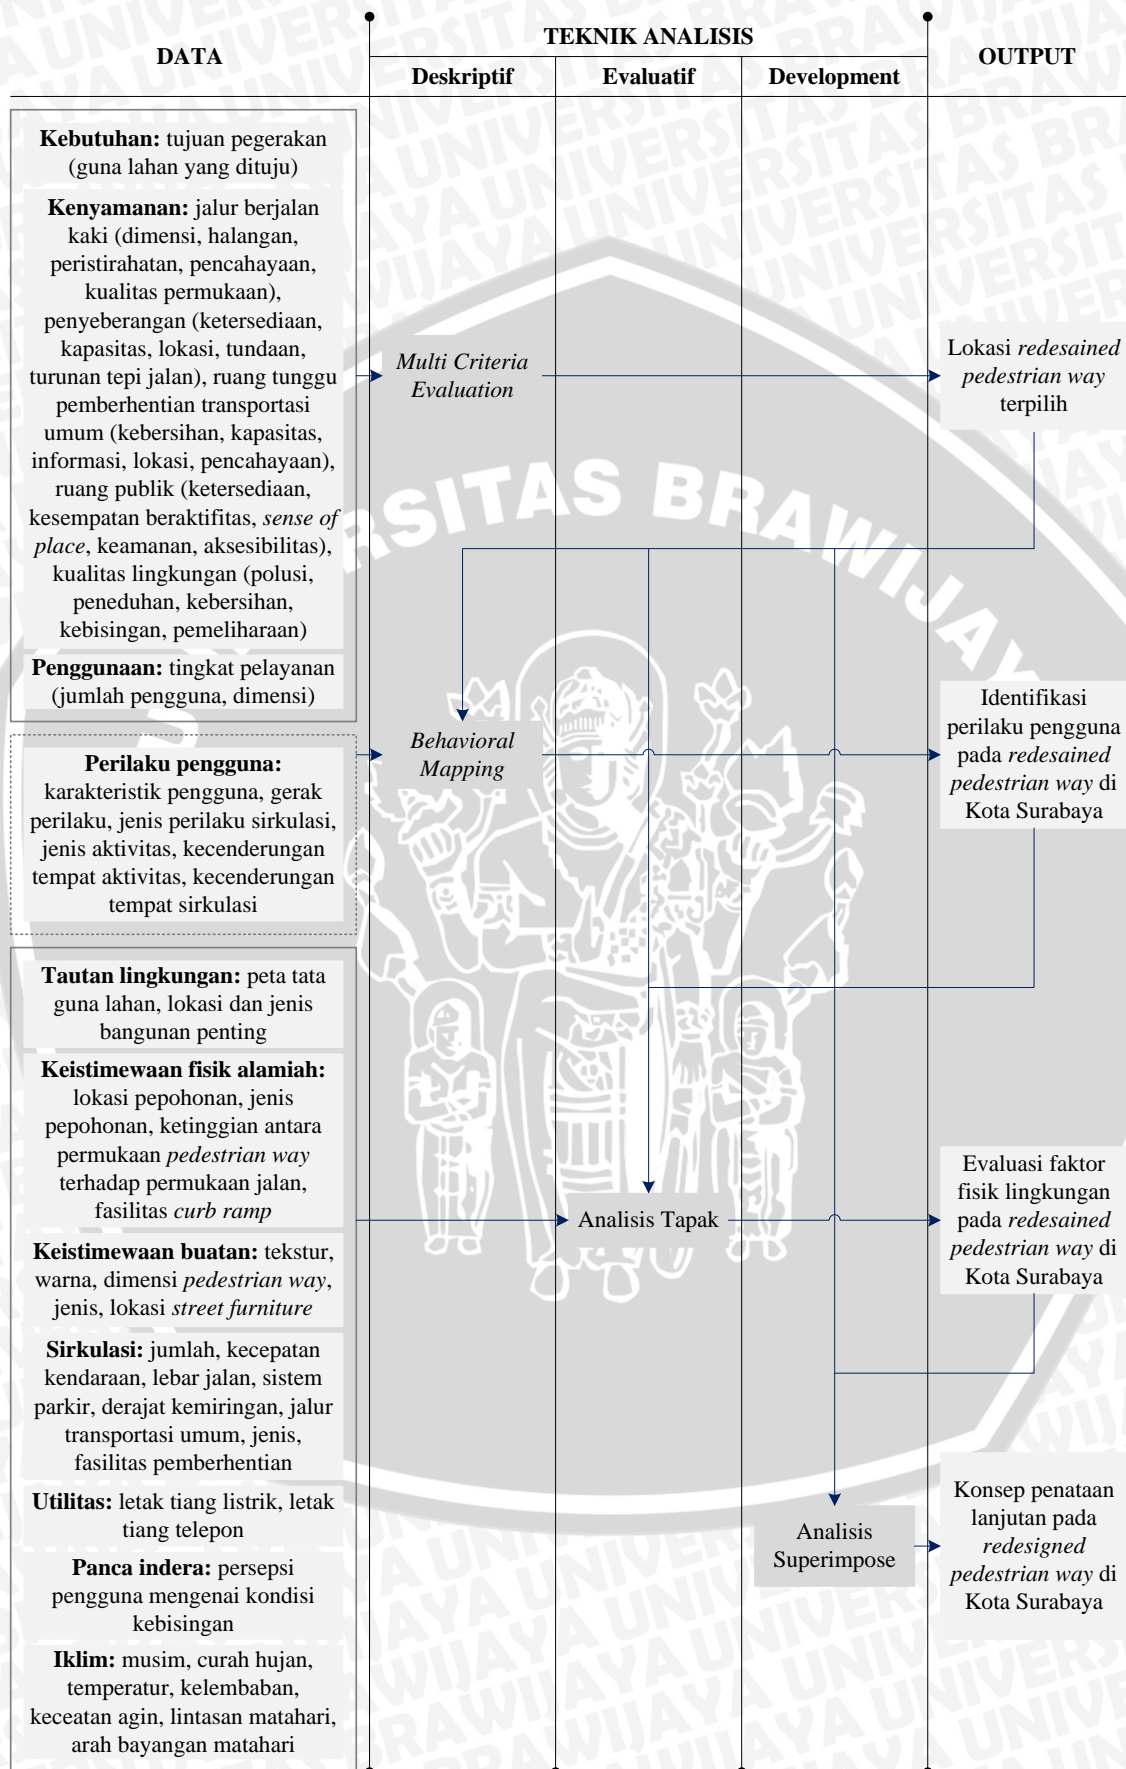 DATA
TEKNIK ANALISIS
Deskriptif
Evaluatif
Development
OUTPUT
Kebutuhan: tujuan pegerakan
(guna lahan yang dituju)
Kenyamanan: jalur berjalan
kaki (dimensi, halangan,
peristirahatan, pencahayaan,
kualitas permukaan),
penyeberangan (ketersediaan,
kapasitas, lokasi, tundaan,
turunan tepi jalan), ruang tunggu
pemberhentian transportasi
umum (kebersihan, kapasitas,
informasi, lokasi, pencahayaan),
ruang publik (ketersediaan,
kesempatan beraktifitas, sense of
place, keamanan, aksesibilitas),
kualitas lingkungan (polusi,
peneduhan, kebersihan,
kebisingan, pemeliharaan)
Penggunaan: tingkat pelayanan
(jumlah pengguna, dimensi)
Multi Criteria
Evaluation
Lokasi redesained
pedestrian way
terpilih
Perilaku pengguna:
karakteristik pengguna, gerak
perilaku, jenis perilaku sirkulasi,
jenis aktivitas, kecenderungan
tempat aktivitas, kecenderungan
tempat sirkulasi
Behavioral
Mapping
Identifikasi
perilaku pengguna
pada redesained
pedestrian way di
Kota Surabaya
Tautan lingkungan: peta tata
guna lahan, lokasi dan jenis
bangunan penting
Keistimewaan fisik alamiah:
lokasi pepohonan, jenis
pepohonan, ketinggian antara
permukaan pedestrian way
terhadap permukaan jalan,
fasilitas curb ramp
Keistimewaan buatan: tekstur,
warna, dimensi pedestrian way,
jenis, lokasi street furniture
Sirkulasi: jumlah, kecepatan
kendaraan, lebar jalan, sistem
parkir, derajat kemiringan, jalur
transportasi umum, jenis,
fasilitas pemberhentian
Utilitas: letak tiang listrik, letak
tiang telepon
Panca indera: persepsi
pengguna mengenai kondisi
kebisingan
Iklim: musim, curah hujan,
temperatur, kelembaban,
keceatan agin, lintasan matahari,
arah bayangan matahari
Analisis Tapak
Evaluasi faktor
fisik lingkungan
pada redesained
pedestrian way di
Kota Surabaya
Analisis
Superimpose
Konsep penataan
lanjutan pada
redesigned
pedestrian way di
Kota Surabaya
RSITAS BRAWIJAYA